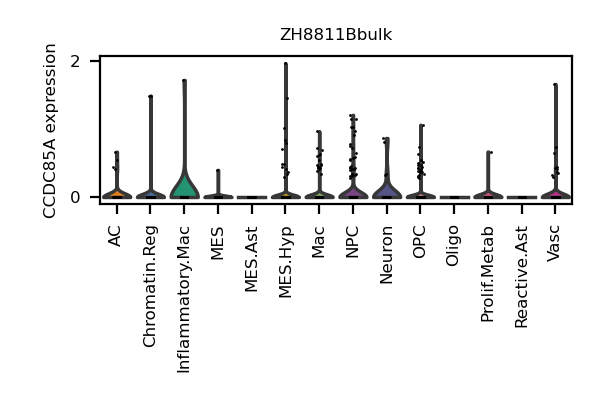 ZH8811Bbulk
CCDC85A expression
2
0
AC
Chromatin.Reg
Inflammatory.Mac
MES
MES.Ast
MES.Hyp
Mac
NPC
Neuron
OPC
Oligo
Prolif.Metab
Reactive.Ast
Vasc